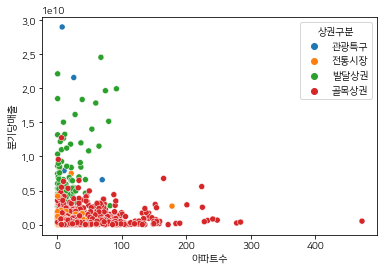 1e10
3,0
2,5
2,0
1,5
1,0
0,5
0,0
분기당매출
0 100 200 300 400
아파트수
상권구분
관광특구
전통시장
발달상권
골목상권